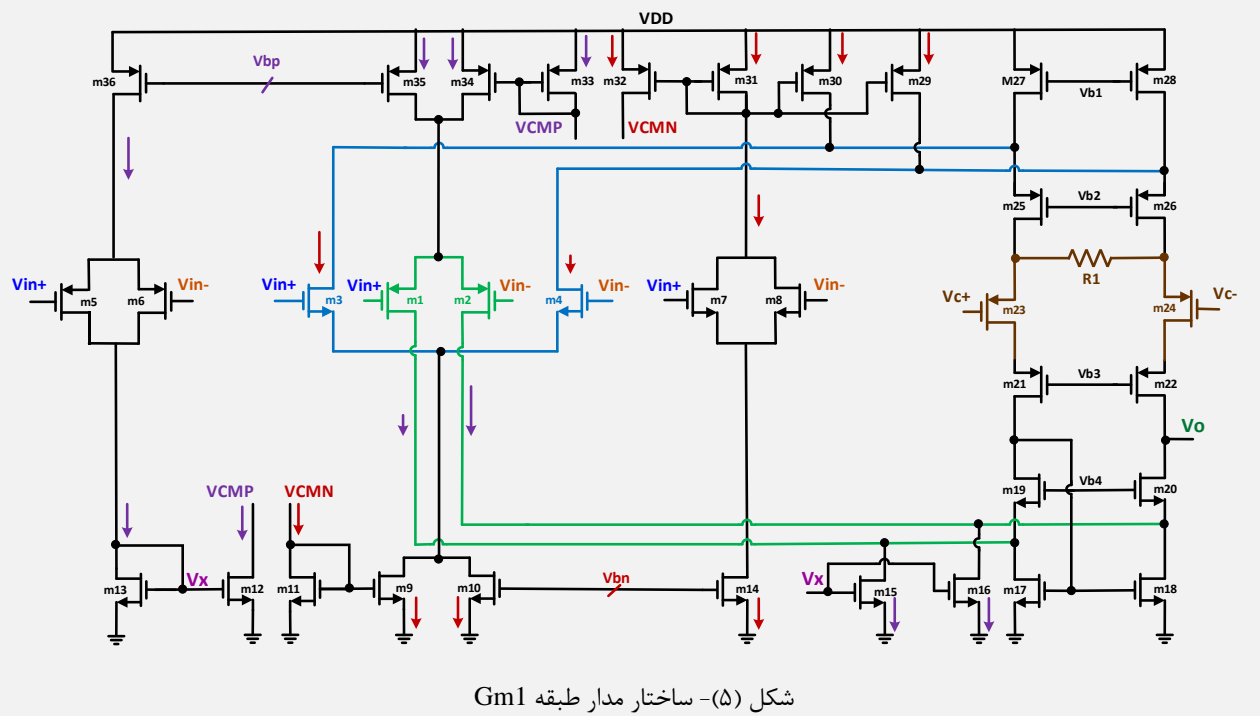 VDD
m36 Vbp m35 m34 m33 m32 m31 m30 m29 M27 Vb1 m28
VCMP VCMN
m25 Vb2 m26
R1
Vin+ m5 m6 Vin- Vin+ m3 Vin+ m1 m2 Vin- m4 Vin- Vin+ m7 m8 Vin- Vc+ m23 m24 Vc-
m21 Vb3 m22
Vo
VCMP VCMN m19 Vb4 m20
m13 Vx m12 m11 m9 m10 Vbn m14 Vx m15 m16 m17 m18
شکل (۵)- ساختار مدار طبقه Gm1